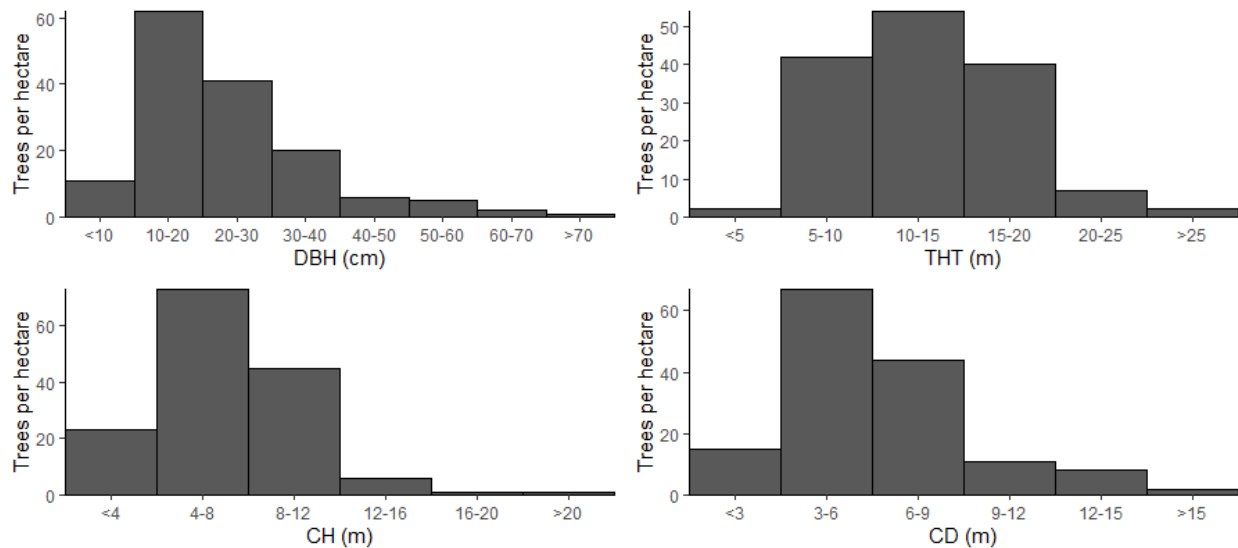 Trees per hectare
60
40
20
0
<10 10-20 20-30 30-40 40-50 50-60 60-70 >70
DBH (cm)
Trees per hectare
50
40
30
20
10
0
<5 5-10 10-15 15-20 20-25 >25
THT (m)
Trees per hectare
60
40
20
0
<4 4-8 8-12 12-16 16-20 >20
CH (m)
Trees per hectare
60
40
20
0
<3 3-6 6-9 9-12 12-15 >15
CD (m)